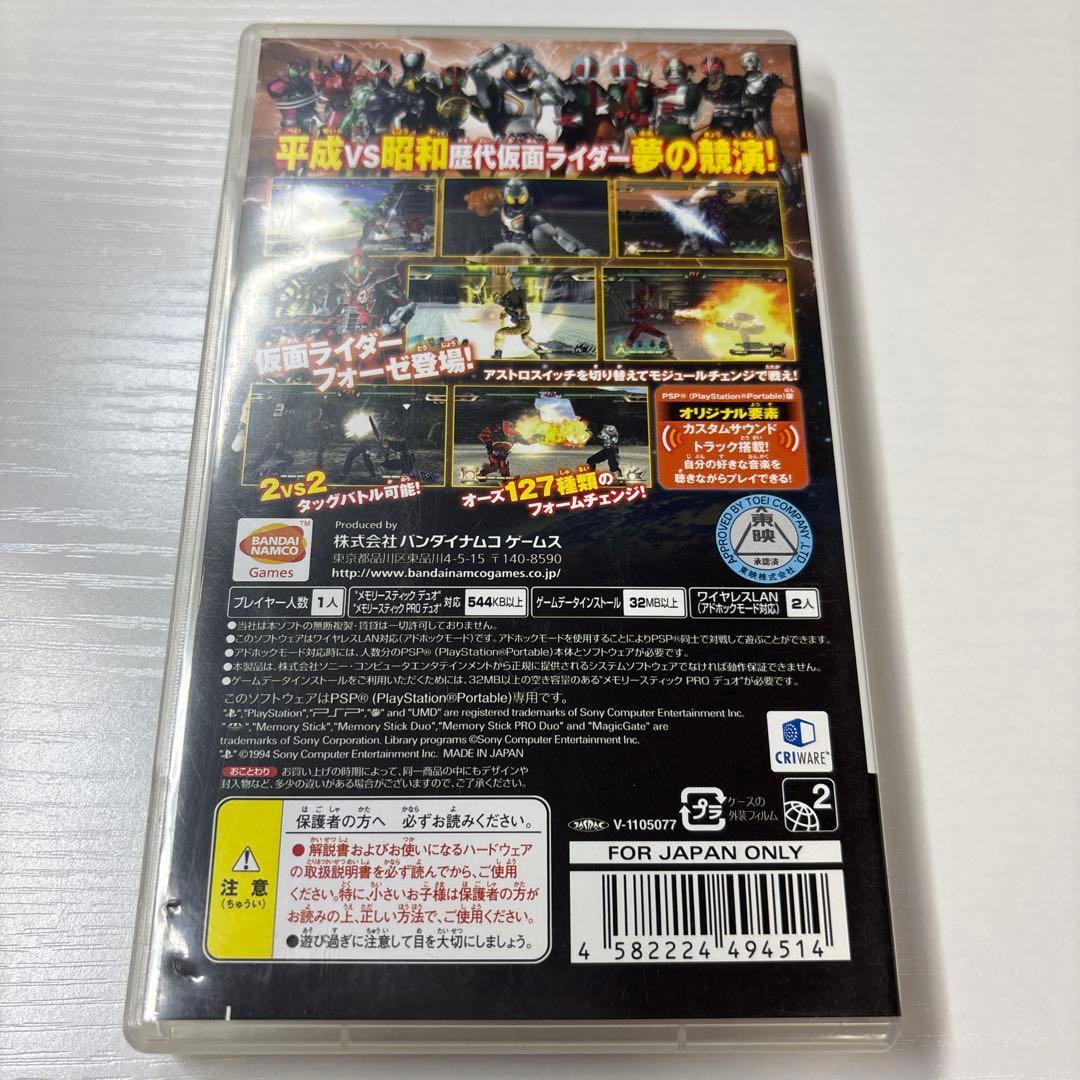 平成VS昭和歴代仮面ライダー夢の競演!
仮面ライダー
フォーゼ登場!
アストロスイッチを切り替えてモジュールチェンジで戦え!
PSP® (PlayStation®Portable)版
オリジナル要素
カスタムサウンド
トラック搭載!
自分の好きな音楽を
聴きながらプレイできる!
2VS2
タッグバトル可能!
オーズ127種類の
フォームチェンジ!
BANDAI
NAMCO
Games
TM
Produced by
株式会社 バンダイナムコ ゲームス
東京都品川区東品川4-5-15 〒140-8590
http://www.bandainamcogames.co.jp/
APPROVED BY TOEI COMPANY, LTD.
東映
承認済
東映株式会社
プレイヤー人数 1人
"メモリースティック デュオ"
"メモリースティック PRO デュオ" 対応 544KB以上
ゲームデータインストール 32MB以上
ワイヤレスLAN
(アドホックモード対応) 2人
●当社は本ソフトの無断複製・賃貸は一切許可しておりません。
●このソフトウェアはワイヤレスLAN対応(アドホックモード)です。アドホックモードを使用することによりPSP®同士で対戦して遊ぶことができます。
●アドホックモード対応時には、人数分のPSP® (PlayStation®Portable)本体とソフトウェアが必要です。
●本製品は、株式会社ソニー・コンピュータエンタテインメントから正規に提供されるシステムソフトウェアでなければ動作保証できません。
●ゲームデータインストールをご利用いただくためには、32MB以上の空き容量のある"メモリースティック PRO デュオ"が必要です。
このソフトウェアはPSP® (PlayStation®Portable)専用です。
"PlayStation", "PSP", and "UMD" are registered trademarks of Sony Computer Entertainment Inc.
"Memory Stick", "Memory Stick Duo", "Memory Stick PRO Duo" and "MagicGate" are
trademarks of Sony Corporation. Library programs ©Sony Computer Entertainment Inc.
©1994 Sony Computer Entertainment Inc. MADE IN JAPAN
おことわり お買い上げの時期によって、同一商品の中にもデザインや
封入物など、多少の違いがある場合がございますので、ご了承ください。
CRIWARE™
注意
(ちゅうい)
保護者の方へ 必ずお読みください。
●解説書およびお使いになるハードウェア
の取扱説明書を必ず読んでから、ご使用
ください。特に、小さいお子様は保護者の方が
お読みの上、正しい方法で、ご使用ください。
●遊び過ぎに注意して目を大切にしましょう。
JASRAC
V-1105077
プラ
ケースの
外装フィルム
2
FOR JAPAN ONLY
4 582224 494514